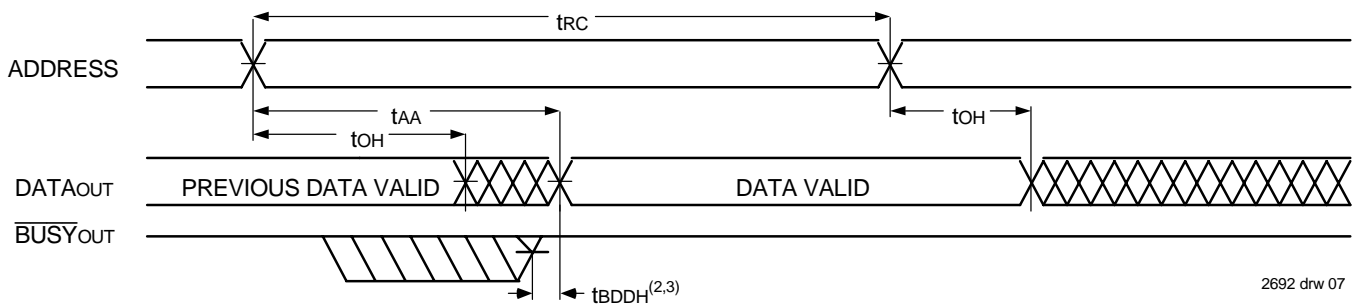 tRC
ADDRESS
tAA
tOH
tOH
DATAOUT
PREVIOUS DATA VALID
DATA VALID
BUSYOUT
tBDDH(2,3)
2692 drw 07